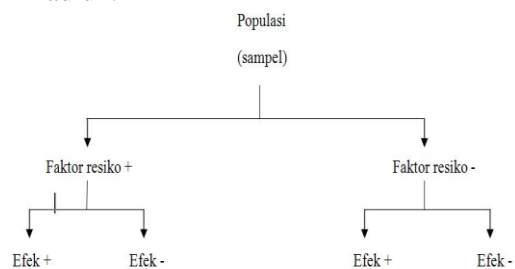 Populasi
(sampel)
Faktor resiko + Faktor resiko -
Efek + Efek - Efek + Efek -